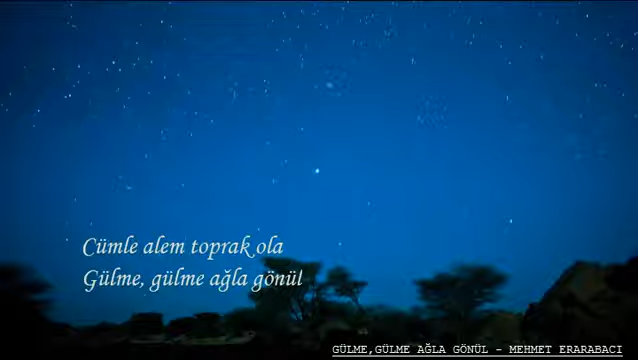 Cümle alem toprak ola
Gülme, gülme ağla gönül
GÜLME,GÜLME AĞLA GÖNÜL - MEHMET ERARABACI